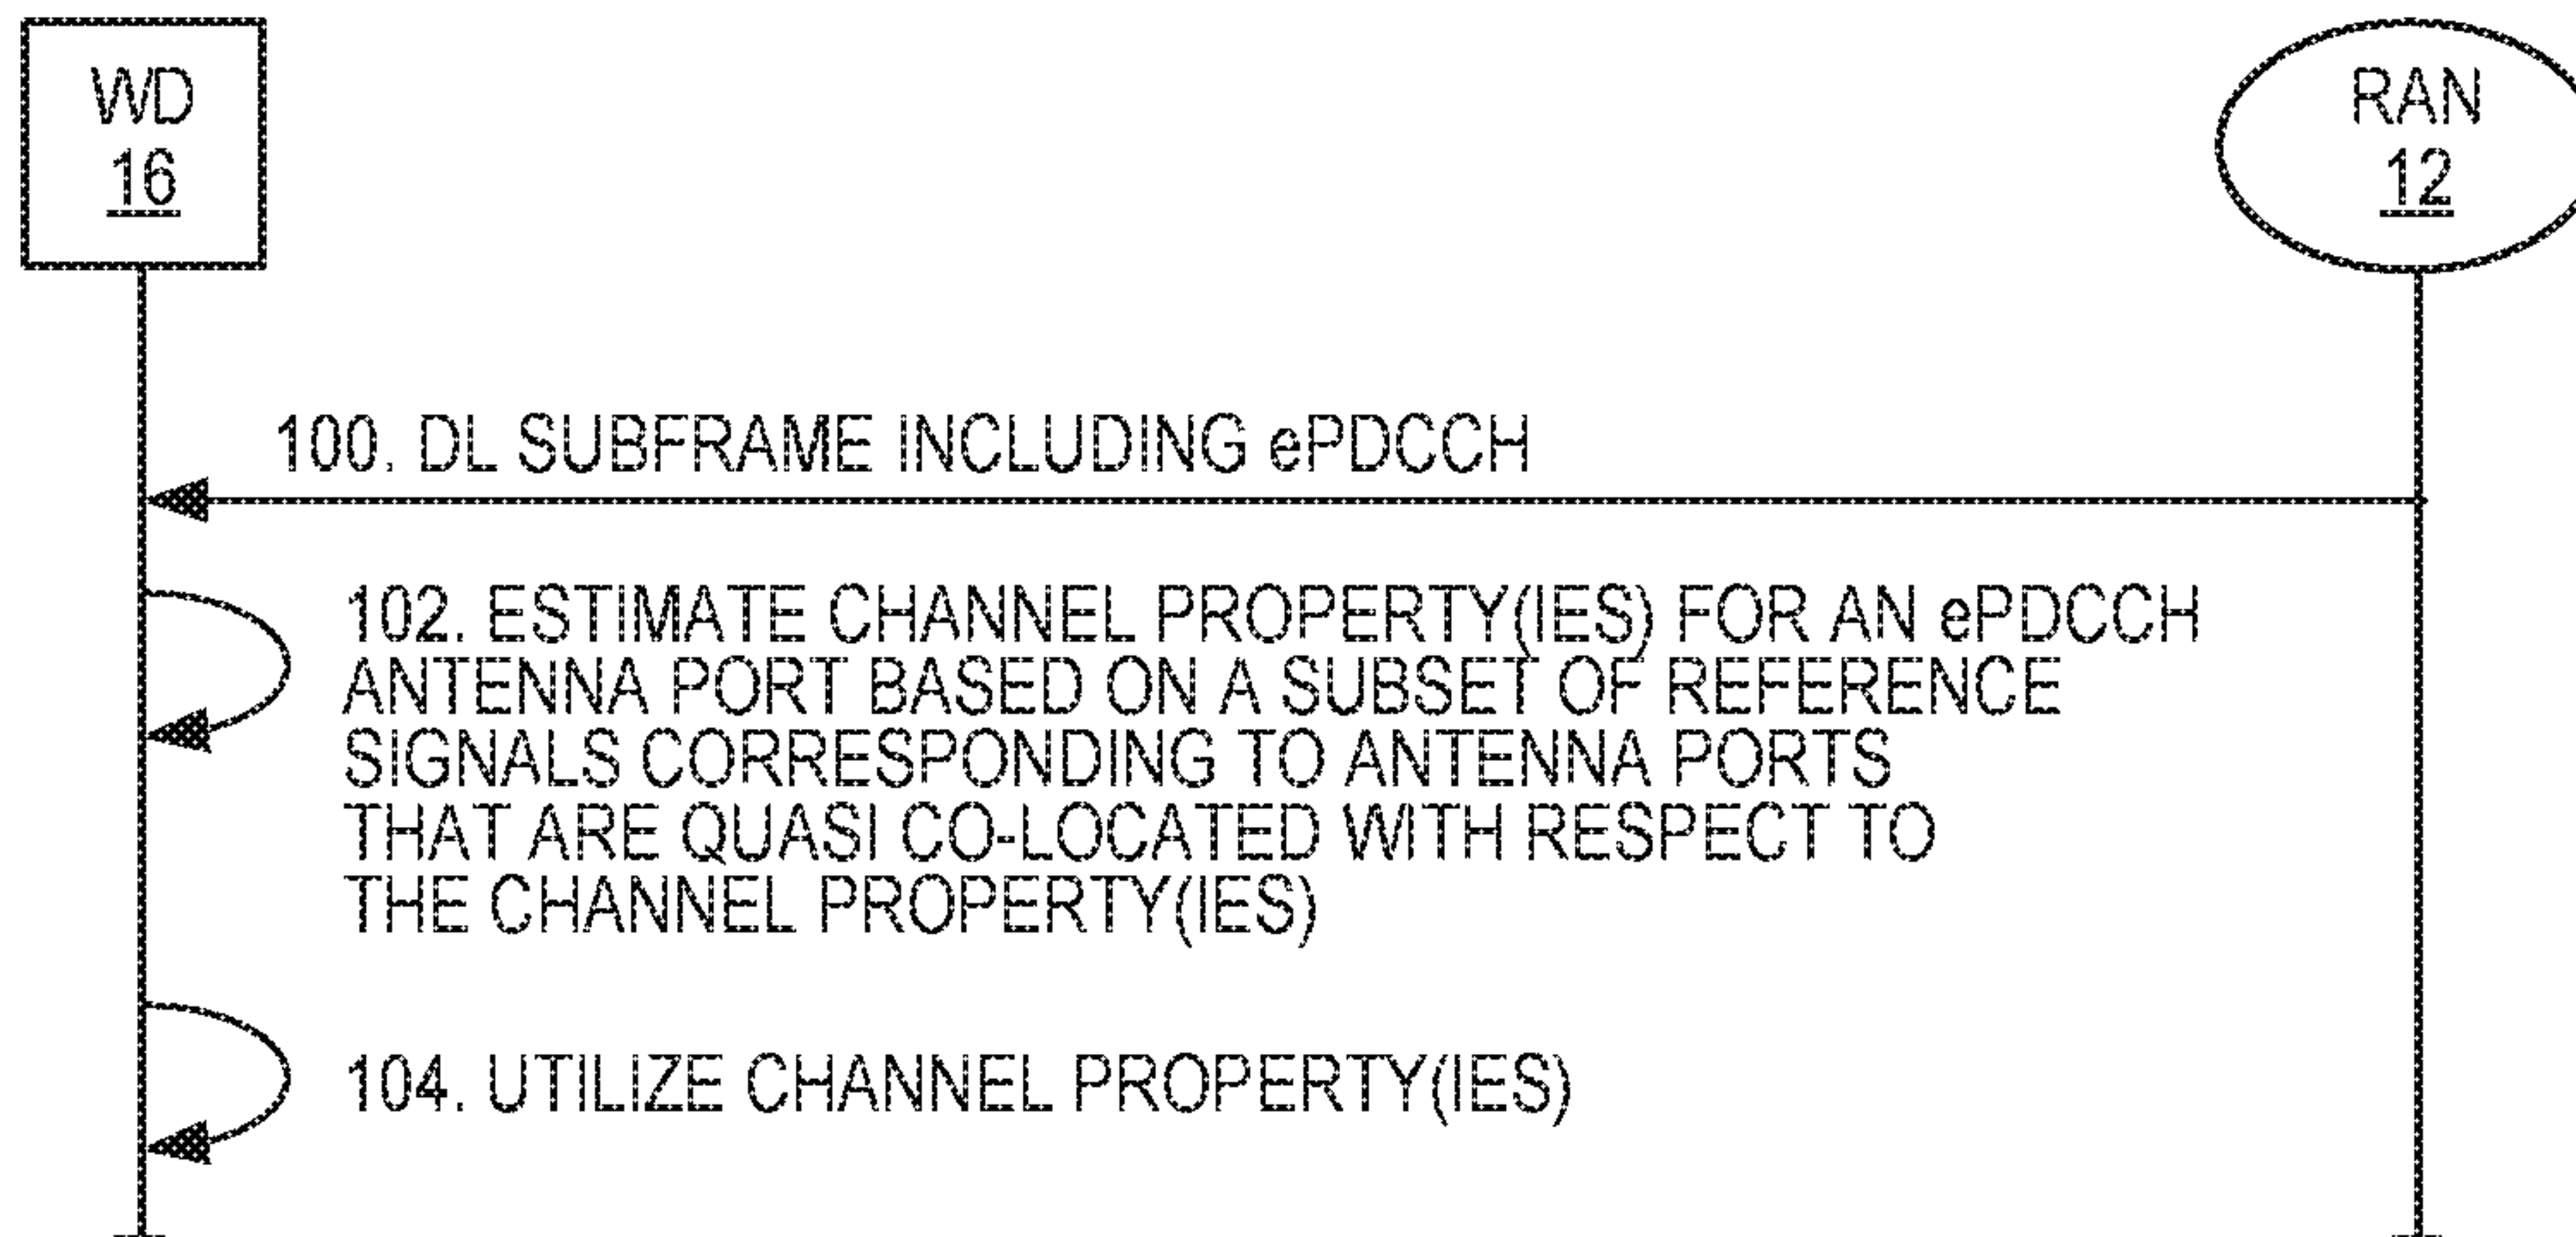 WD
16
RAN
12
100. DL SUBFRAME INCLUDING ePDCCH
102. ESTIMATE CHANNEL PROPERTY(IES) FOR AN ePDCCH
ANTENNA PORT BASED ON A SUBSET OF REFERENCE
SIGNALS CORRESPONDING TO ANTENNA PORTS
THAT ARE QUASI CO-LOCATED WITH RESPECT TO
THE CHANNEL PROPERTY(IES)
104. UTILIZE CHANNEL PROPERTY(IES)